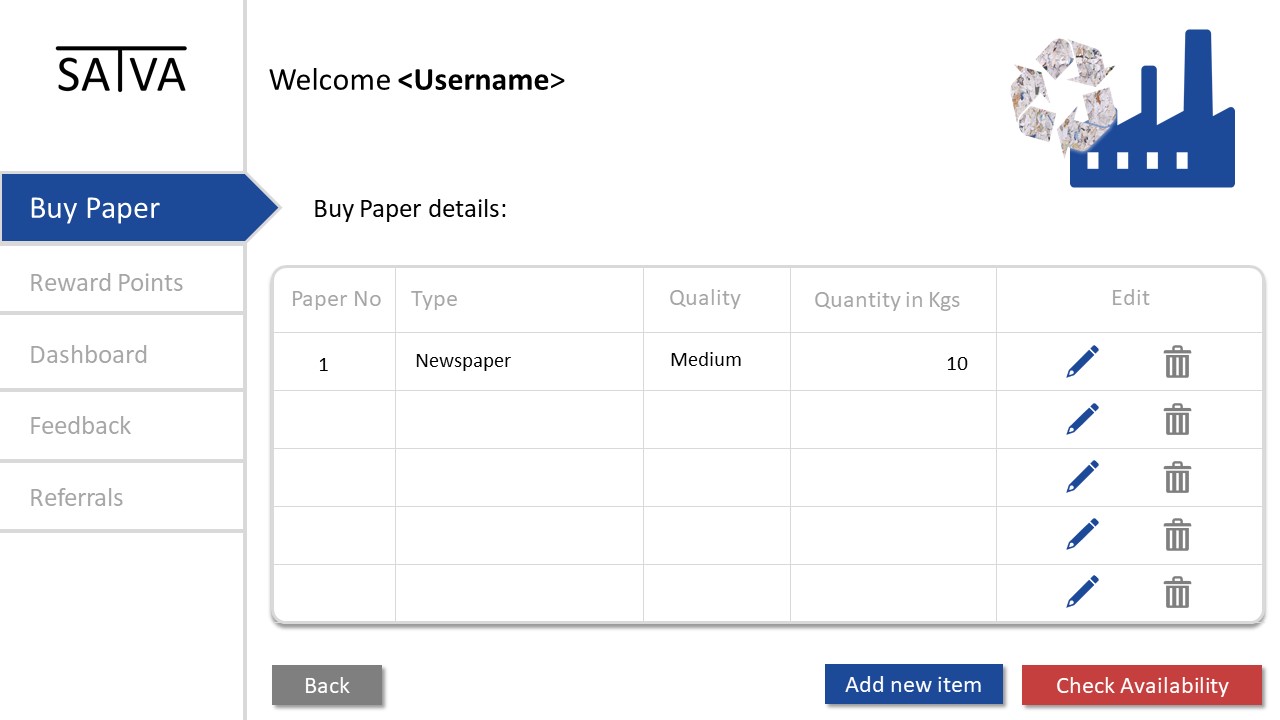 SATVA
Welcome <Username>
Buy Paper
Reward Points
Dashboard
Feedback
Referrals
Buy Paper details:
Paper No Type Quality Quantity in Kgs Edit
1 Newspaper Medium 10
Back Add new item Check Availability